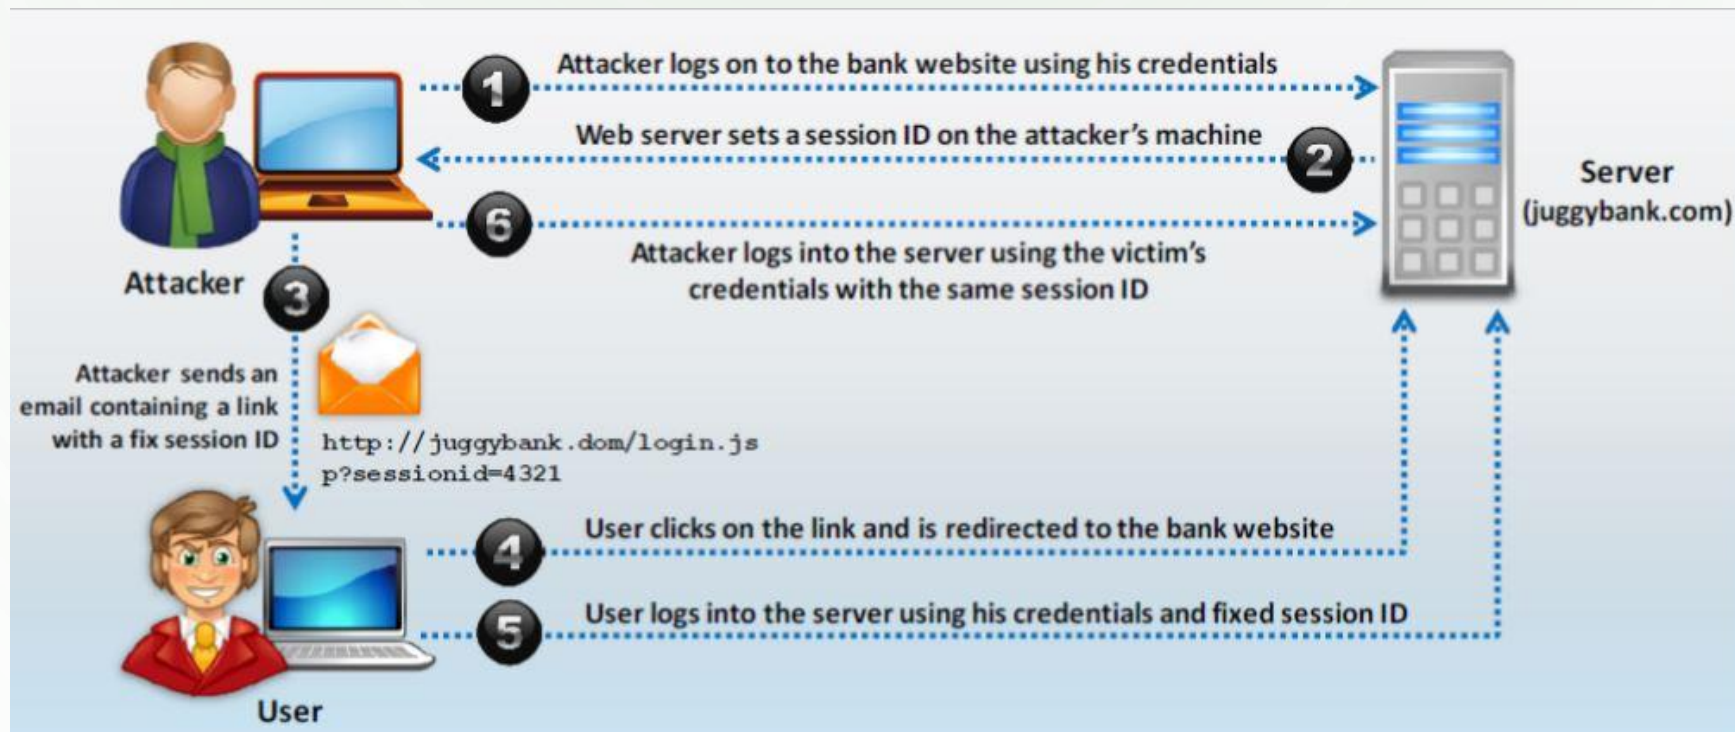 1
Attacker logs on to the bank website using his credentials
Web server sets a session ID on the attacker's machine
2
Server
(juggybank.com)
6
Attacker logs into the server using the victim's
credentials with the same session ID
Attacker
3
Attacker sends an
email containing a link
with a fix session ID
http://juggybank.dom/login.js
p?sessionid=4321
4
User clicks on the link and is redirected to the bank website
5
User logs into the server using his credentials and fixed session ID
User